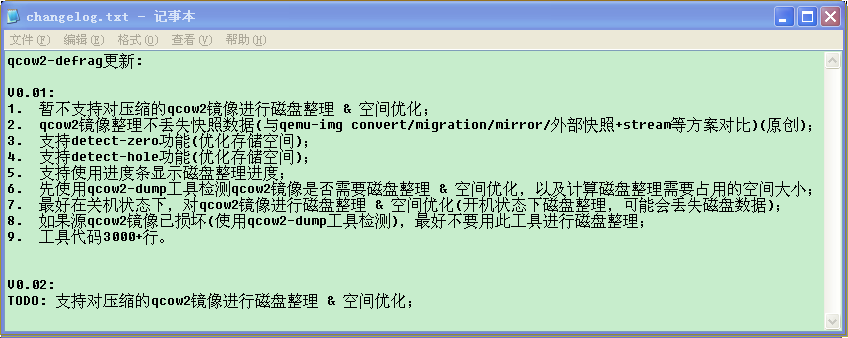 changelog.txt - 记事本
文件(F) 编辑(E) 格式(O) 查看(V) 帮助(H)
qcow2-defrag更新:
V0.01:
1. 暂不支持对压缩的qcow2镜像进行磁盘整理 & 空间优化；
2. qcow2镜像整理不丢失快照数据(与qemu-img convert/migration/mirror/外部快照+stream等方案对比)(原创)；
3. 支持detect-zero功能(优化存储空间)；
4. 支持detect-hole功能(优化存储空间)；
5. 支持使用进度条显示磁盘整理进度；
6. 先使用qcow2-dump工具检测qcow2镜像是否需要磁盘整理 & 空间优化，以及计算磁盘整理需要占用的空间大小；
7. 最好在关机状态下，对qcow2镜像进行磁盘整理 & 空间优化(开机状态下磁盘整理，可能会丢失磁盘数据)；
8. 如果源qcow2镜像已损坏(使用qcow2-dump工具检测)，最好不要用此工具进行磁盘整理；
9. 工具代码3000+行。
V0.02:
TODO: 支持对压缩的qcow2镜像进行磁盘整理 & 空间优化；